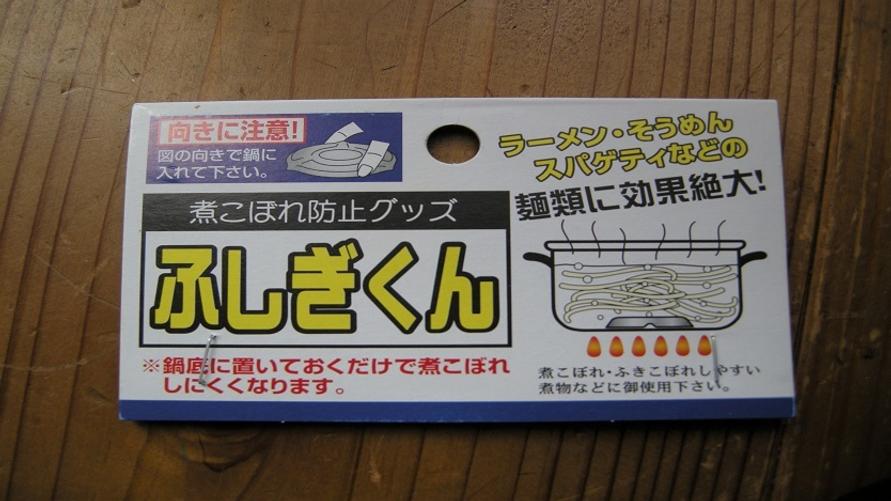 向きに注意!
図の向きで鍋に
入れて下さい。
ラーメン・そうめん
スパゲティなどの
麺類に効果絶大!
煮こぼれ防止グッズ
ふしぎくん
※鍋底に置いておくだけで煮こぼれ
しにくくなります。
煮こぼれ・ふきこぼれしやすい
煮物などに御使用下さい。